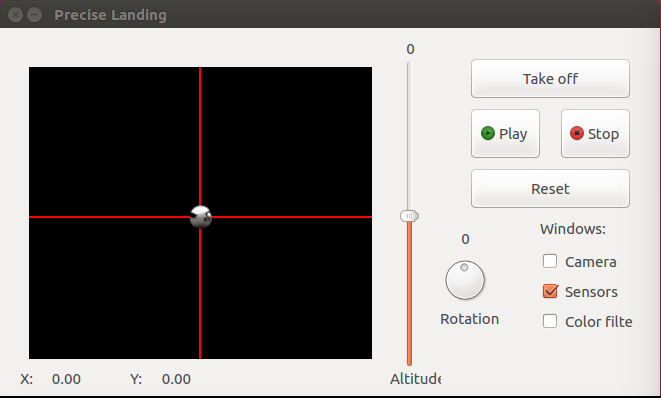 Precise Landing
0
Take off
Play
Stop
Reset
Windows:
0
Camera
Sensors
Rotation
Color filte
X: 0.00 Y: 0.00
Altitude